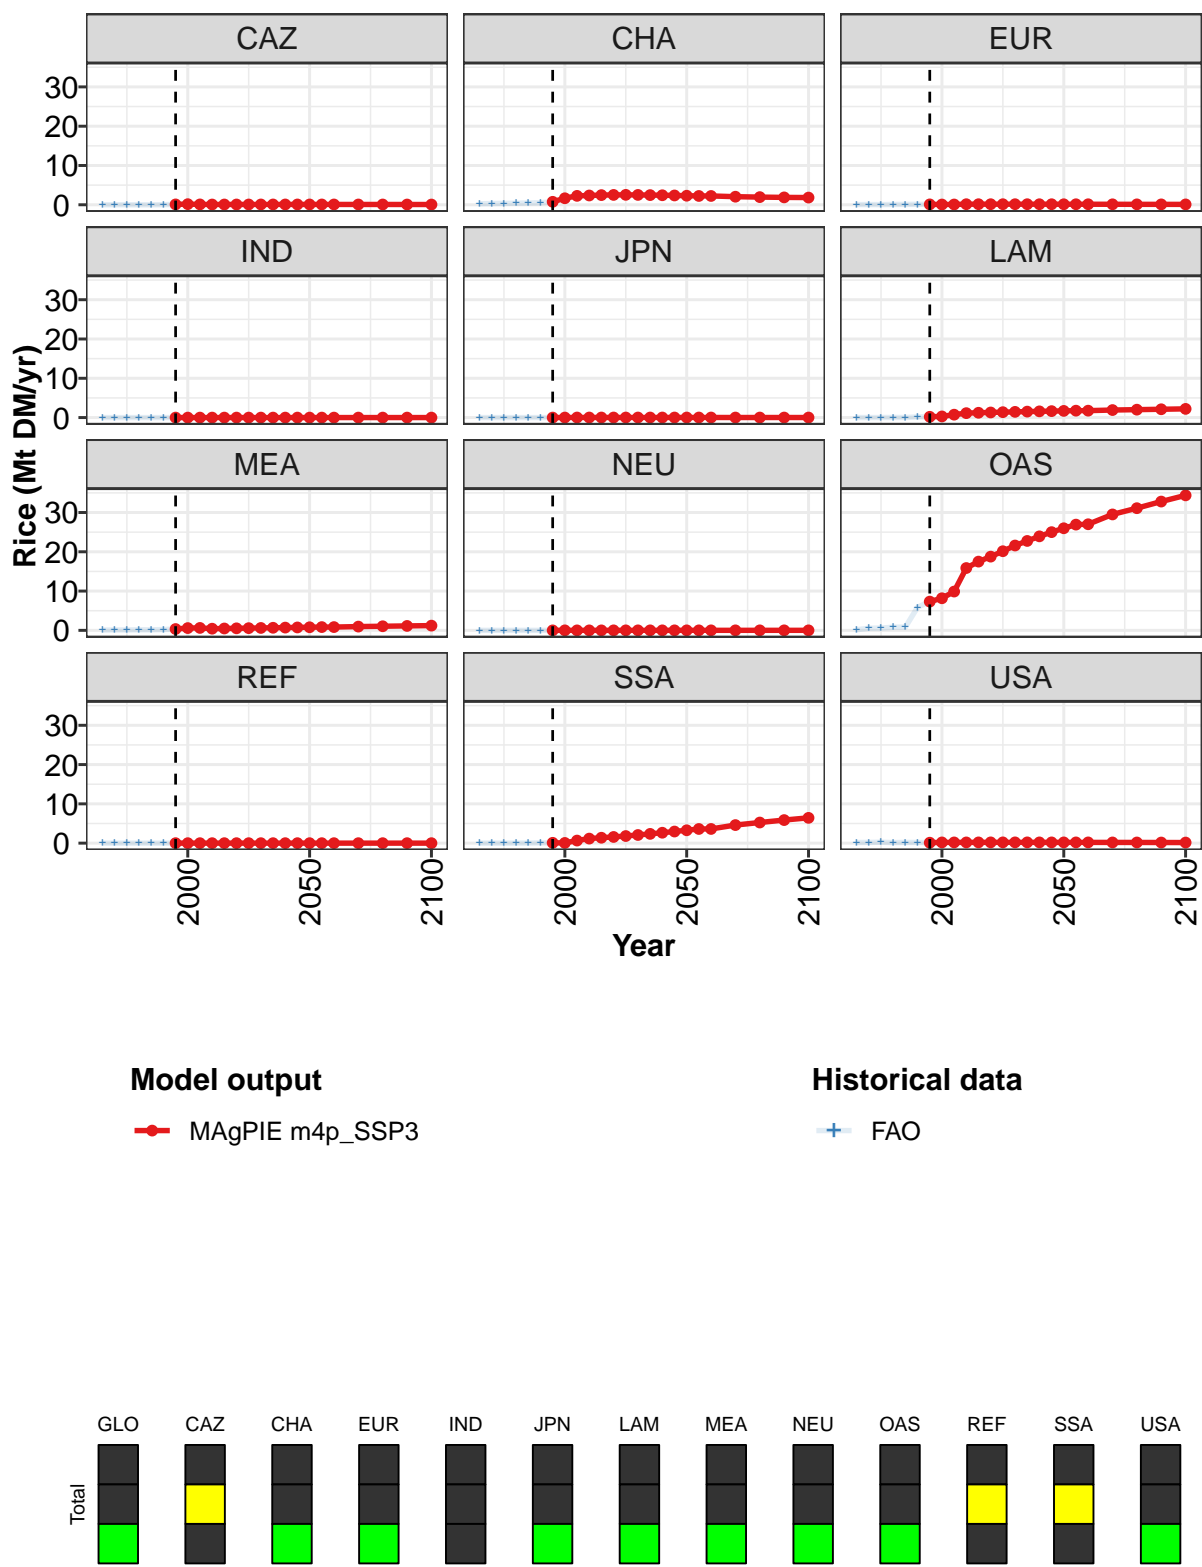 CAZ CHA EUR
30
20
10
0
IND JPN LAM
30
20
10
0
MEA NEU OAS
30
20
10
0
REF SSA USA
30
20
10
0
Rice (Mt DM/yr)
2000 2050 2100 2000 2050 2100 2000 2050 2100
Year
Model output Historical data
MAgPIE m4p_SSP3 FAO
GLO CAZ CHA EUR IND JPN LAM MEA NEU OAS REF SSA USA
Total